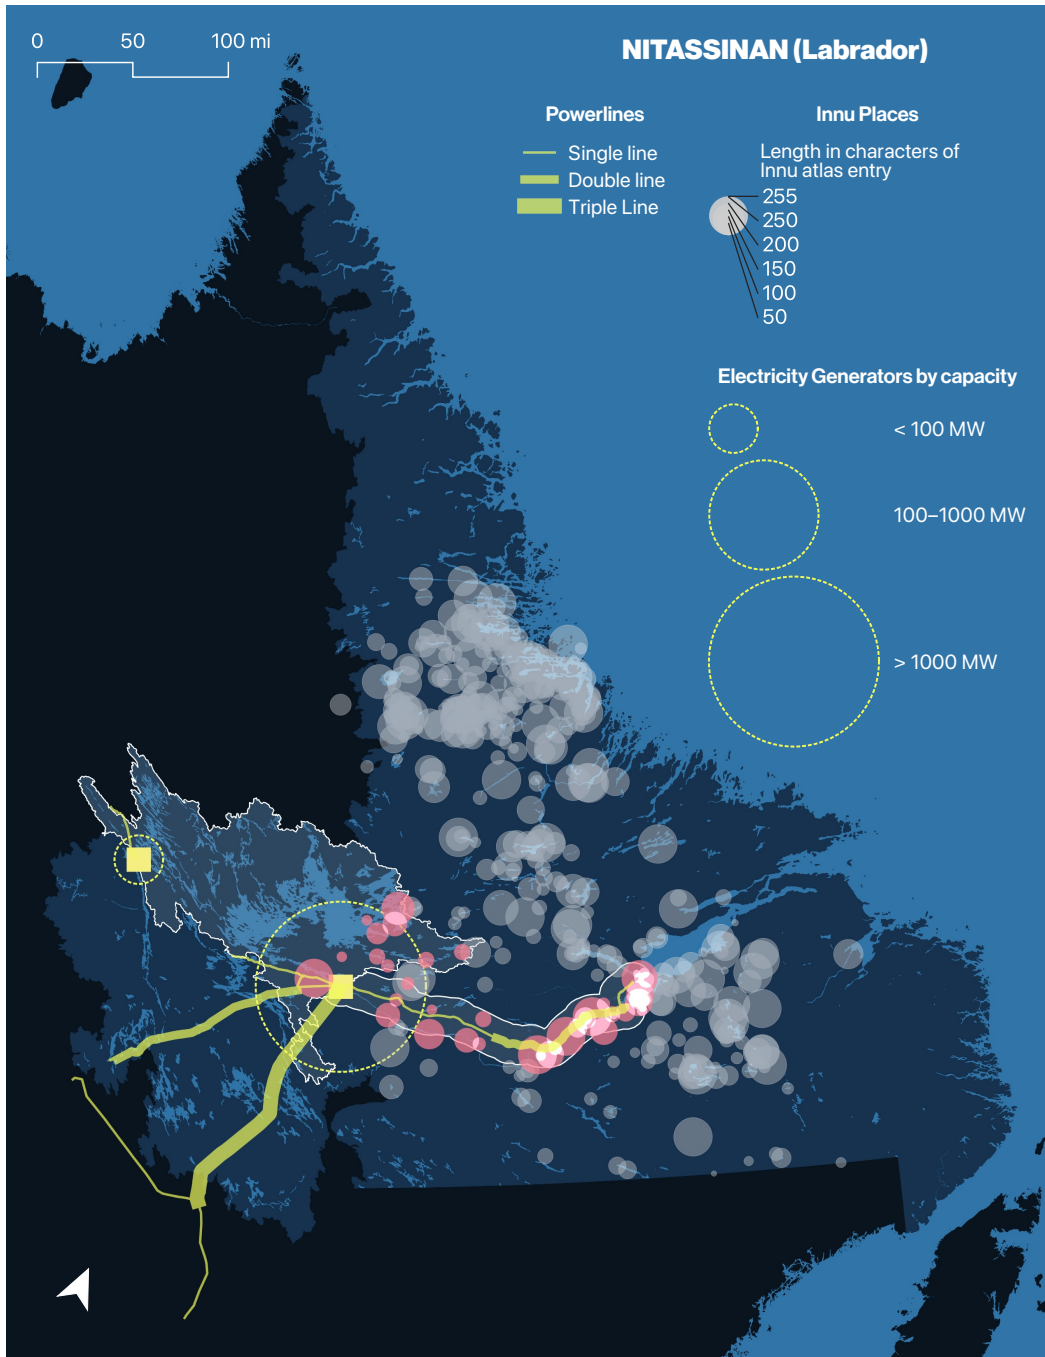 0 50 100 mi
NITASSINAN (Labrador)
Powerlines
Single line
Double line
Triple Line
Innu Places
Length in characters of
Innu atlas entry
255
250
200
150
100
50
Electricity Generators by capacity
< 100 MW
100–1000 MW
> 1000 MW